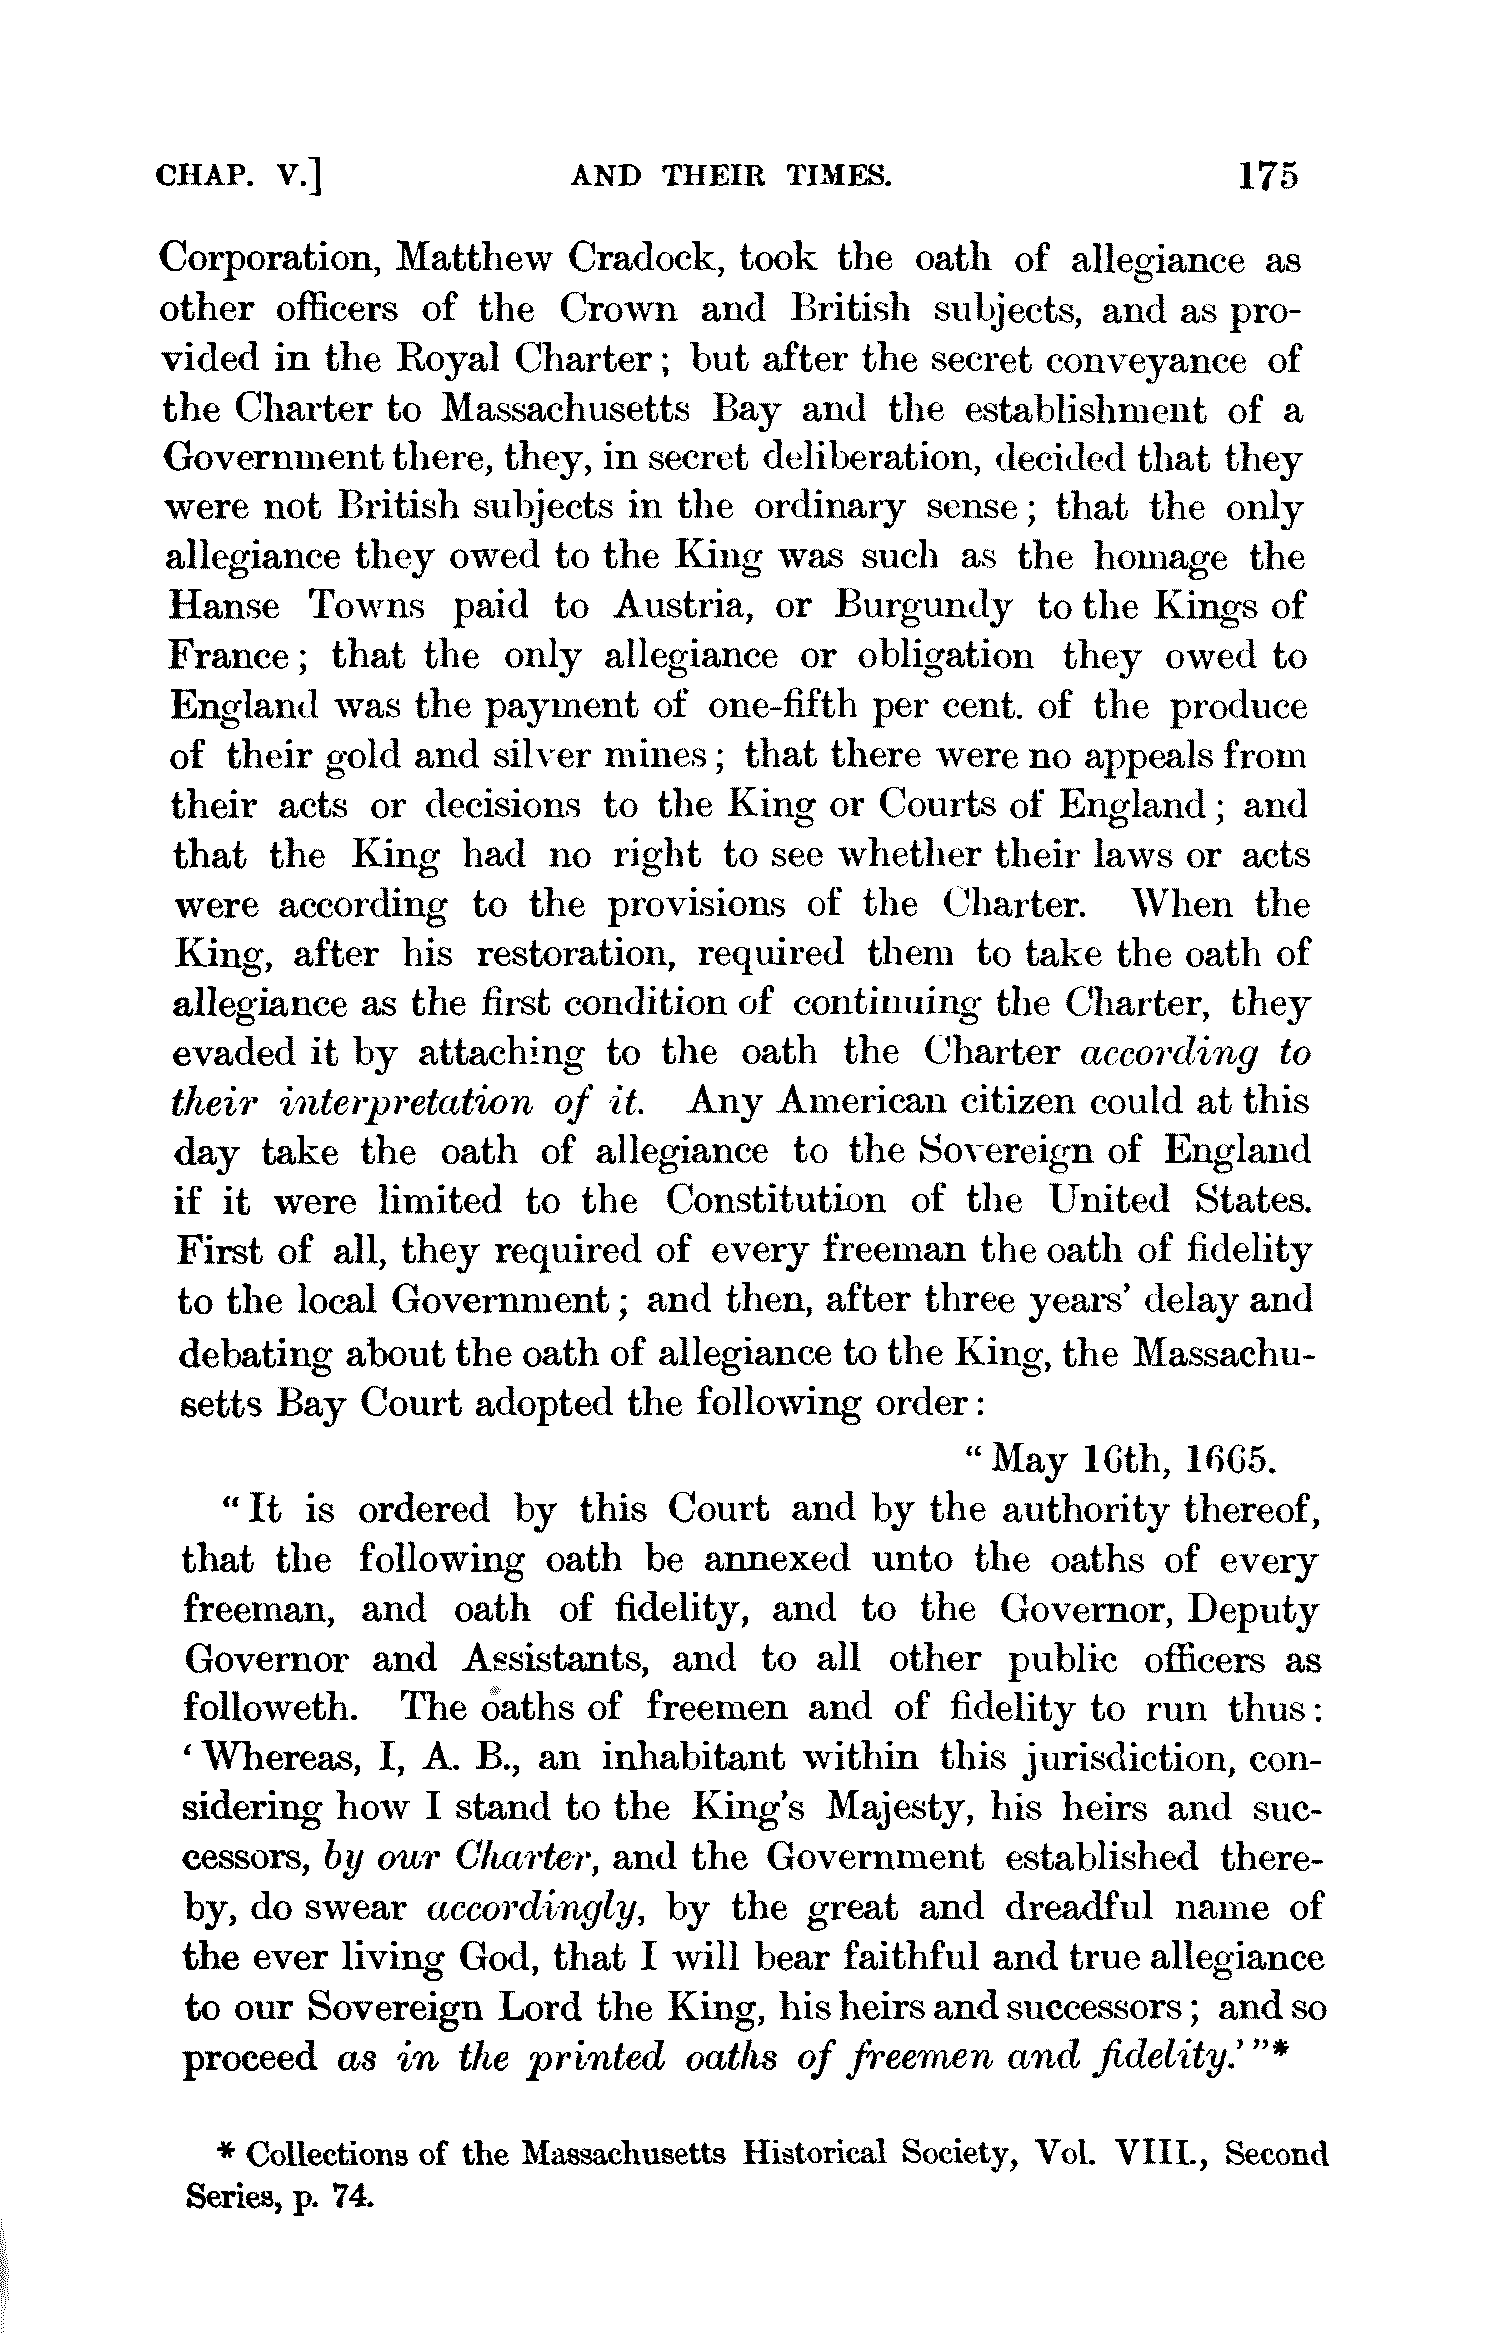 CHAP. V.] AND THEIR TIMES. 175
Corporation, Matthew Cradock, took the oath of allegiance as
other officers of the Crown and British subjects, and as pro-
vided in the Royal Charter; but after the secret conveyance of
the Charter to Massachusetts Bay and the establishment of a
Government there, they, in secret deliberation, decided that they
were not British subjects in the ordinary sense; that the only
allegiance they owed to the King was such as the homage the
Hanse Towns paid to Austria, or Burgundy to the Kings of
France; that the only allegiance or obligation they owed to
England was the payment of one-fifth per cent. of the produce
of their gold and silver mines; that there were no appeals from
their acts or decisions to the King or Courts of England; and
that the King had no right to see whether their laws or acts
were according to the provisions of the Charter. When the
King, after his restoration, required them to take the oath of
allegiance as the first condition of continuing the Charter, they
evaded it by attaching to the oath the Charter according to
their interpretation of it. Any American citizen could at this
day take the oath of allegiance to the Sovereign of England
if it were limited to the Constitution of the United States.
First of all, they required of every freeman the oath of fidelity
to the local Government; and then, after three years' delay and
debating about the oath of allegiance to the King, the Massachu-
setts Bay Court adopted the following order:
"May 16th, 1665.
"It is ordered by this Court and by the authority thereof,
that the following oath be annexed unto the oaths of every
freeman, and oath of fidelity, and to the Governor, Deputy
Governor and Assistants, and to all other public officers as
followeth. The oaths of freemen and of fidelity to run thus:
'Whereas, I, A. B., an inhabitant within this jurisdiction, con-
sidering how I stand to the King's Majesty, his heirs and suc-
cessors, by our Charter, and the Government established there-
by, do swear accordingly, by the great and dreadful name of
the ever living God, that I will bear faithful and true allegiance
to our Sovereign Lord the King, his heirs and successors; and so
proceed as in the printed oaths of freemen and fidelity.'"*
* Collections of the Massachusetts Historical Society, Vol. VIII., Second
Series, p. 74.